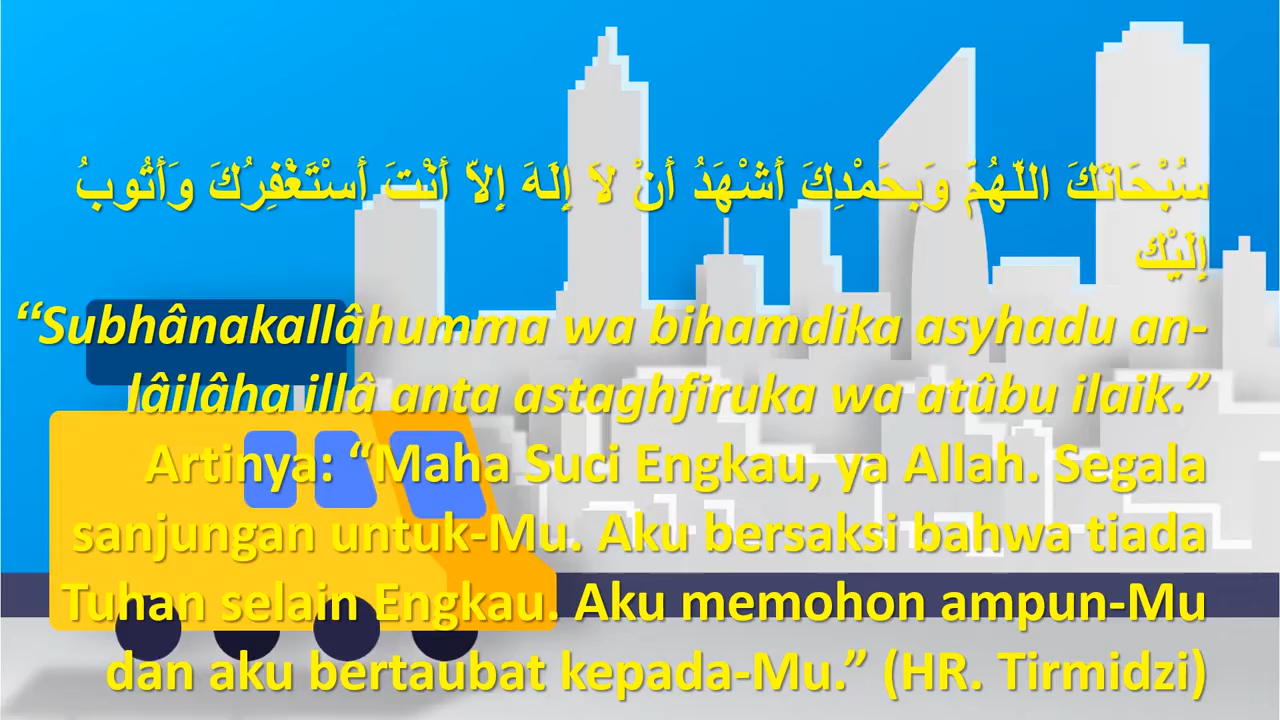 سُبْحَانَكَ اللّهُمَّ وَبِحَمْدِكَ أَشْهَدُ أَنْ لاَ إِلَهَ إِلاَّ أَنْتَ أَسْتَغْفِرُكَ وَأَتُوبُ
إِلَيْكَ
“Subhânakallâhumma wa bihamdika asyhadu an-
lâilâha illâ anta astaghfiruka wa atûbu ilaik.”
Artinya: “Maha Suci Engkau, ya Allah. Segala
sanjungan untuk-Mu. Aku bersaksi bahwa tiada
Tuhan selain Engkau. Aku memohon ampun-Mu
dan aku bertaubat kepada-Mu.” (HR. Tirmidzi)